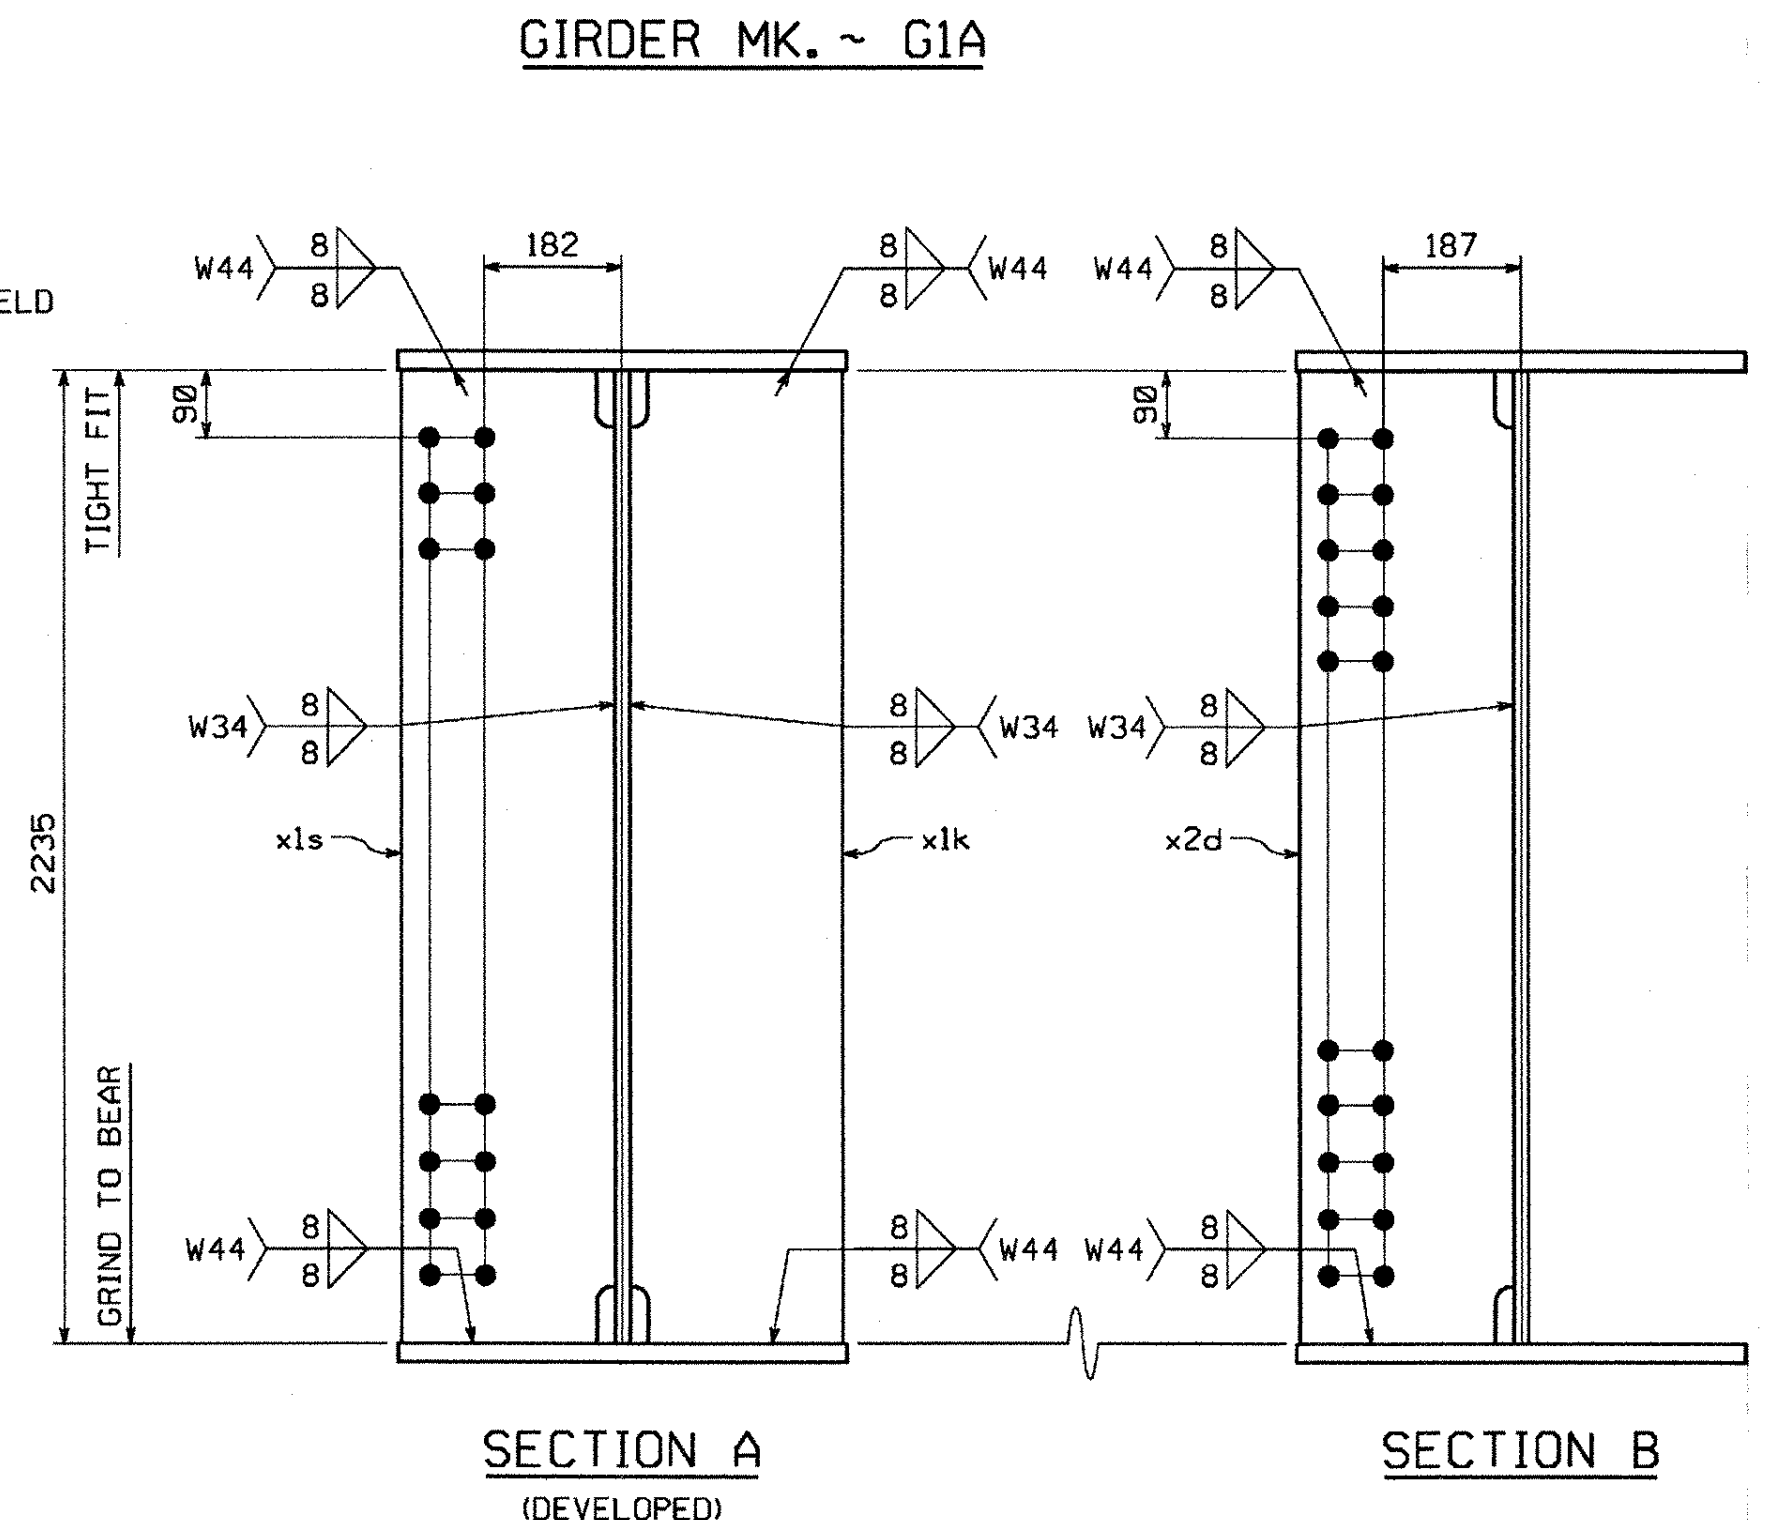 GIRDER MK. ~ G1A
ELD
W44 8 8
182
8 8 W44
W44 8 8
187
90
TIGHT FIT
90
W34 8 8
8 8 W34
W34 8 8
x1s
x1k
x2d
2235
GRIND TO BEAR
W44 8 8
8 8 W44
W44 8 8
SECTION A
(DEVELOPED)
SECTION B